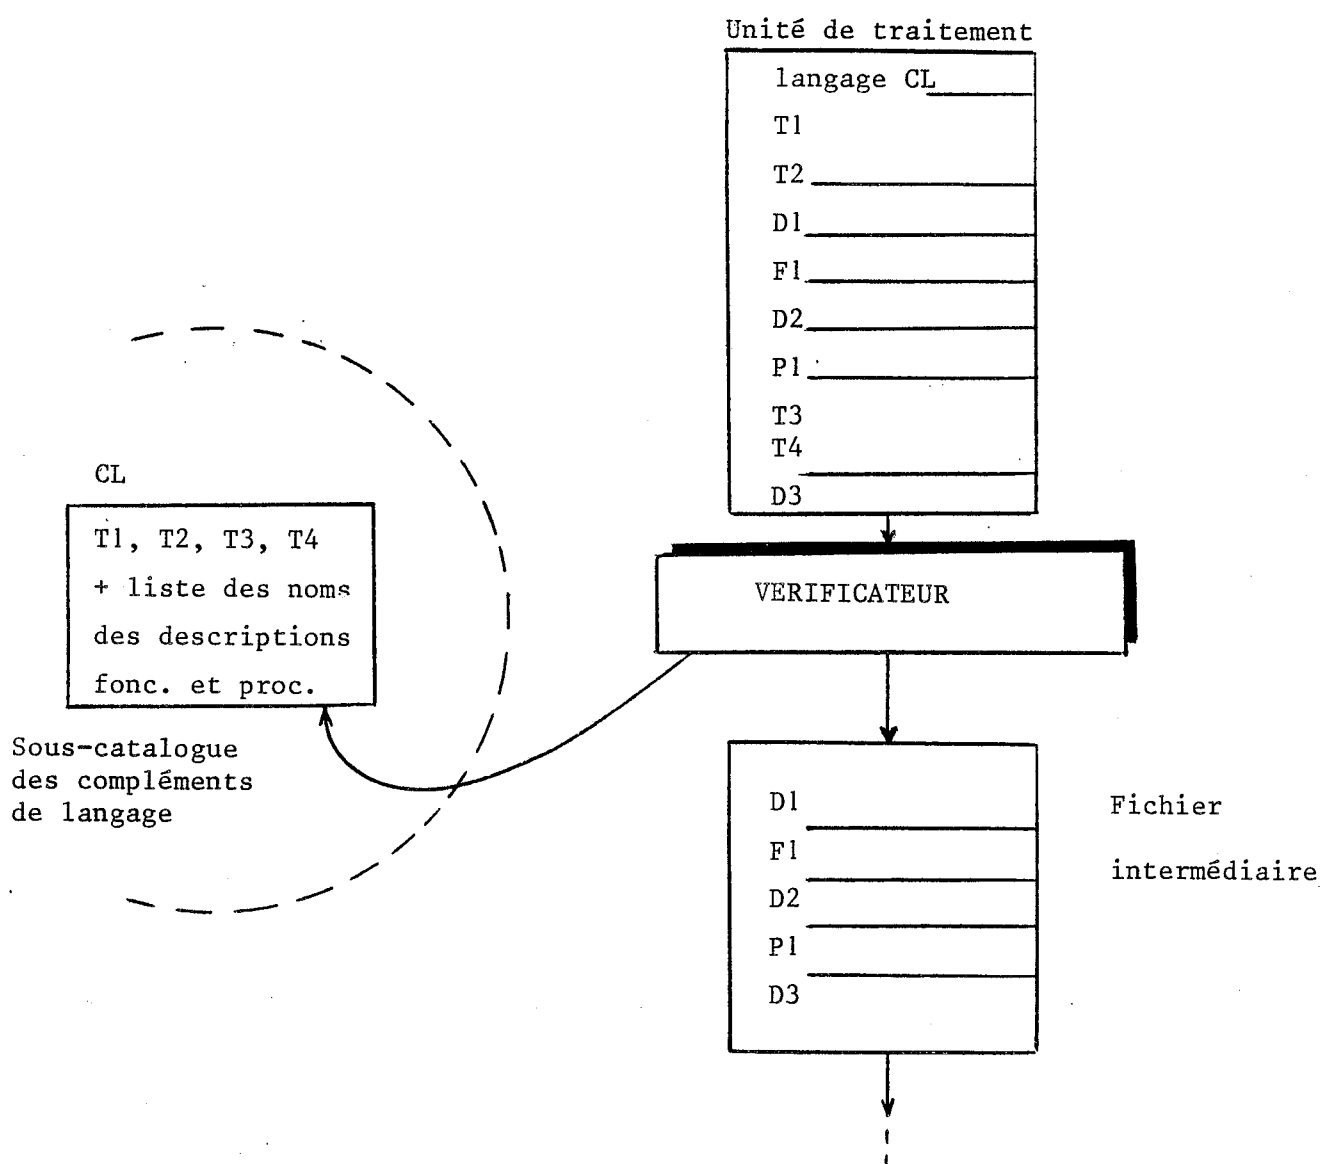 Unité de traitement
langage CL
T1
T2
D1
F1
D2
P1
T3
T4
D3
CL
T1, T2, T3, T4
+ liste des noms
des descriptions
fonc. et proc.
Sous-catalogue
des compléments
de langage
VERIFICATEUR
D1
F1
D2
P1
D3
Fichier
intermédiaire